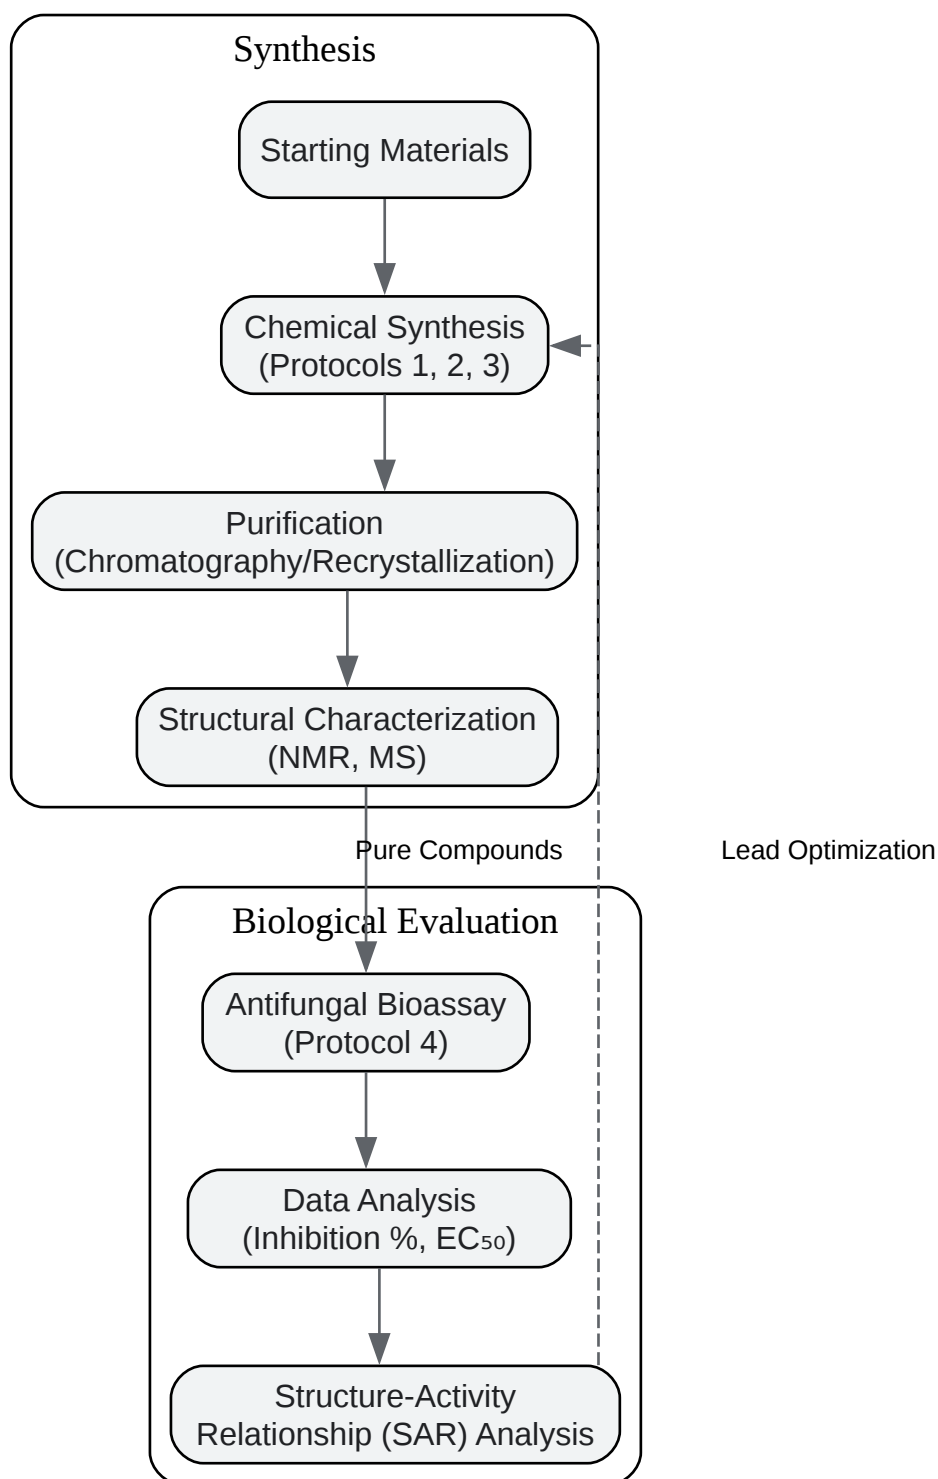 Synthesis
Starting Materials
Chemical Synthesis
(Protocols 1, 2, 3)
Purification
(Chromatography/Recrystallization)
Structural Characterization
(NMR, MS)
Pure Compounds
Lead Optimization
Biological Evaluation
Antifungal Bioassay
(Protocol 4)
Data Analysis
(Inhibition %, EC₅₀)
Structure-Activity
Relationship (SAR) Analysis